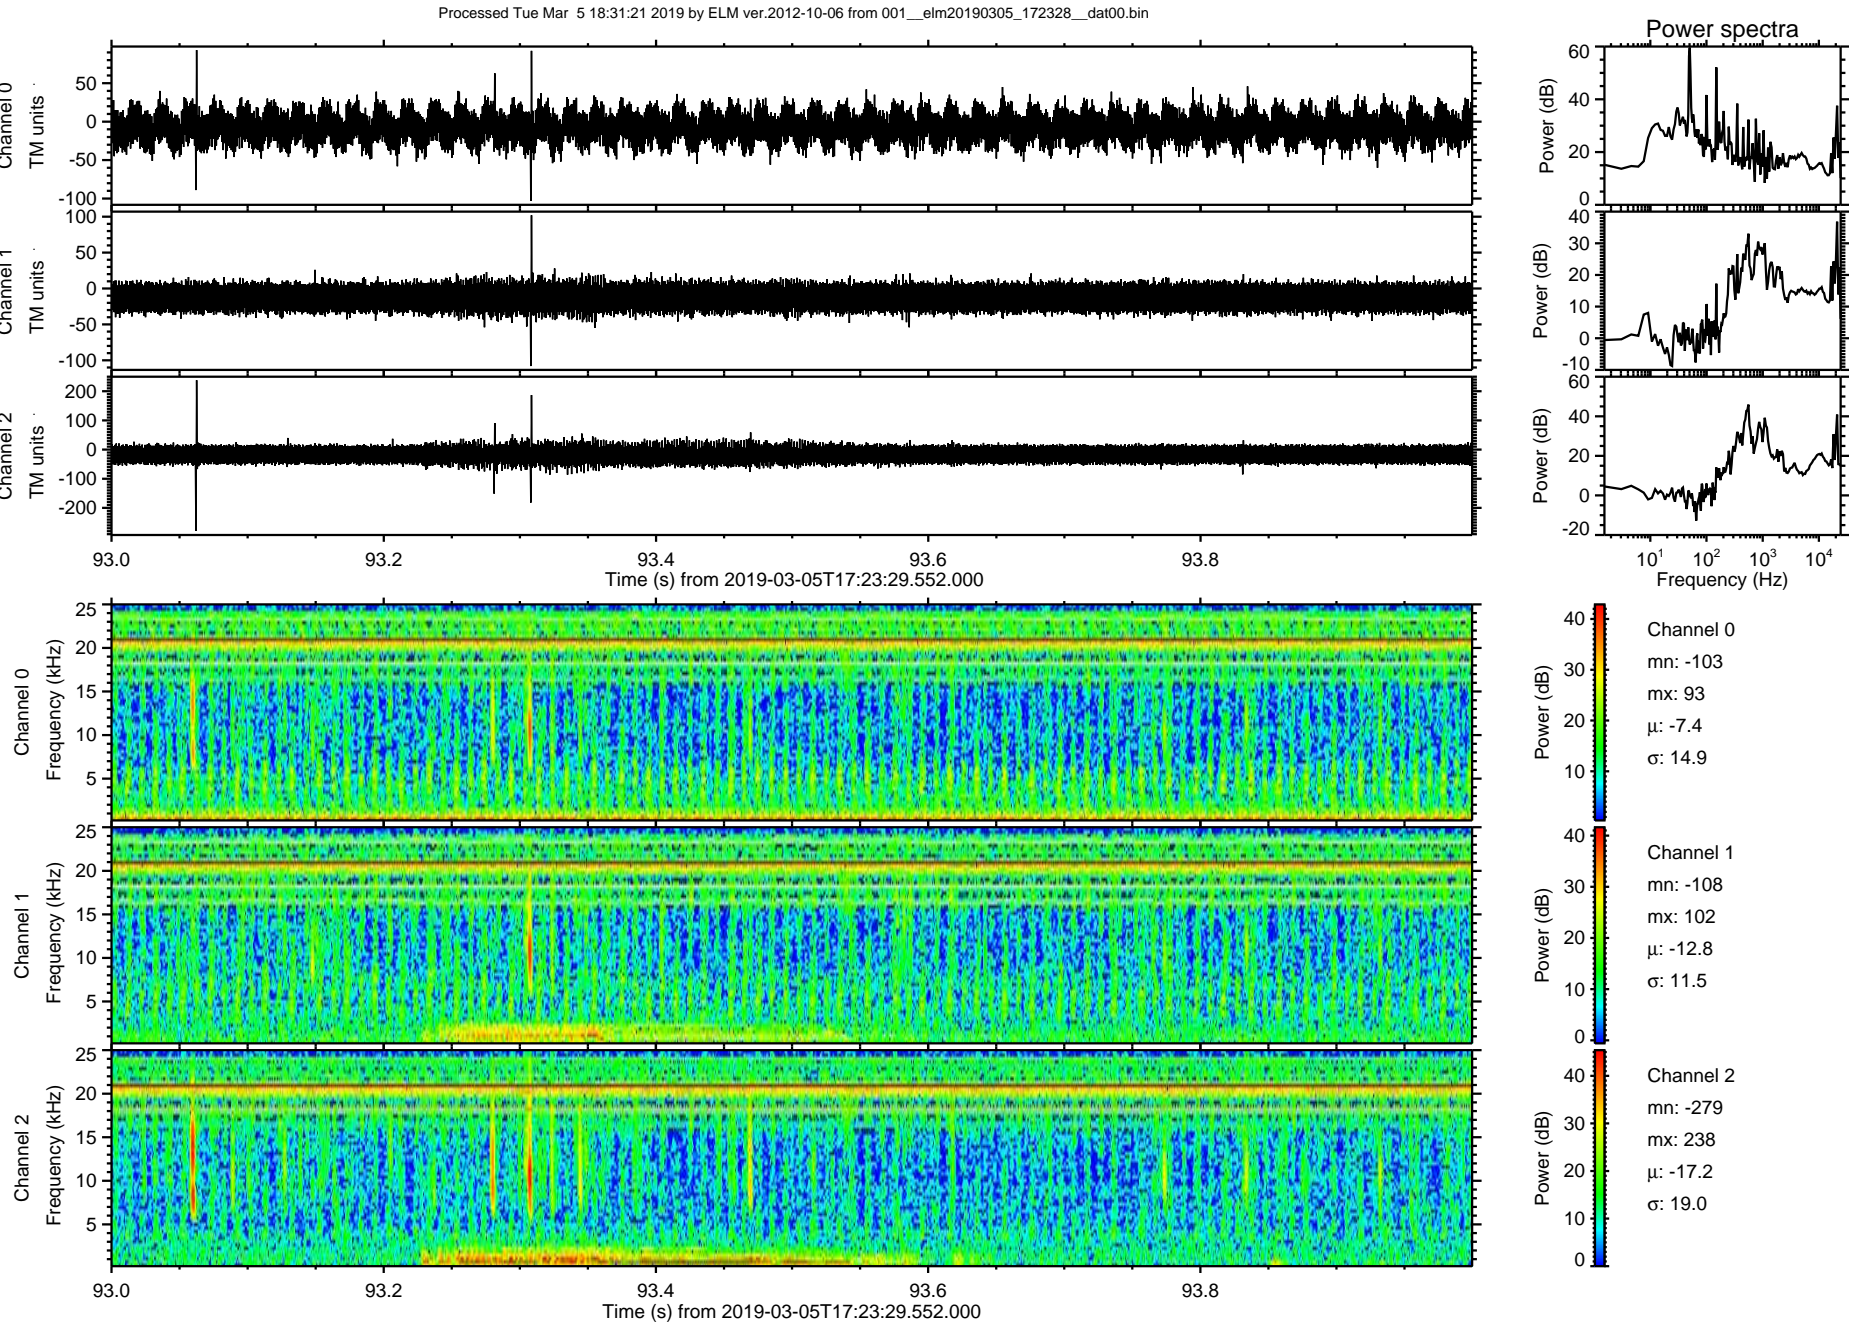 Processed Tue Mar  5 18:31:21 2019 by ELM ver.2012-10-06 from 001__elm20190305_172328__dat00.bin
Power spectra
Channel 0
TM units
50
0
-50
-100
Power (dB)
60
40
20
0
Channel 1
TM units
100
50
0
-50
-100
Power (dB)
40
30
20
10
0
-10
Channel 2
TM units
200
100
0
-100
-200
Power (dB)
60
40
20
0
-20
93.0 93.2 93.4 93.6 93.8
Time (s) from 2019-03-05T17:23:29.552.000
10^1 10^2 10^3 10^4
Frequency (Hz)
Channel 0
Frequency (kHz)
25
20
15
10
5
Power (dB)
40
30
20
10
Channel 0
mn: -103
mx: 93
μ: -7.4
σ: 14.9
Channel 1
Frequency (kHz)
25
20
15
10
5
Power (dB)
40
30
20
10
0
Channel 1
mn: -108
mx: 102
μ: -12.8
σ: 11.5
Channel 2
Frequency (kHz)
25
20
15
10
5
Power (dB)
40
30
20
10
0
Channel 2
mn: -279
mx: 238
μ: -17.2
σ: 19.0
93.0 93.2 93.4 93.6 93.8
Time (s) from 2019-03-05T17:23:29.552.000